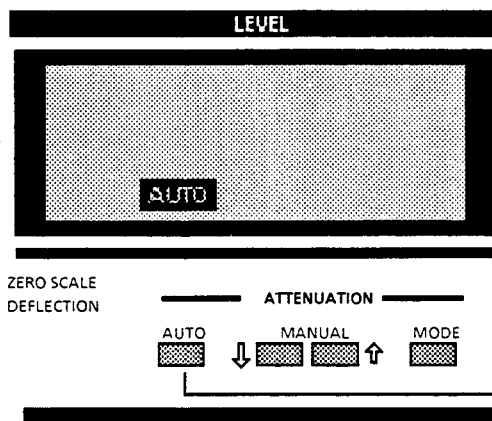 LEVEL
AUTO
ZERO SCALE
DEFLECTION
ATTENUATION
AUTO MANUAL MODE